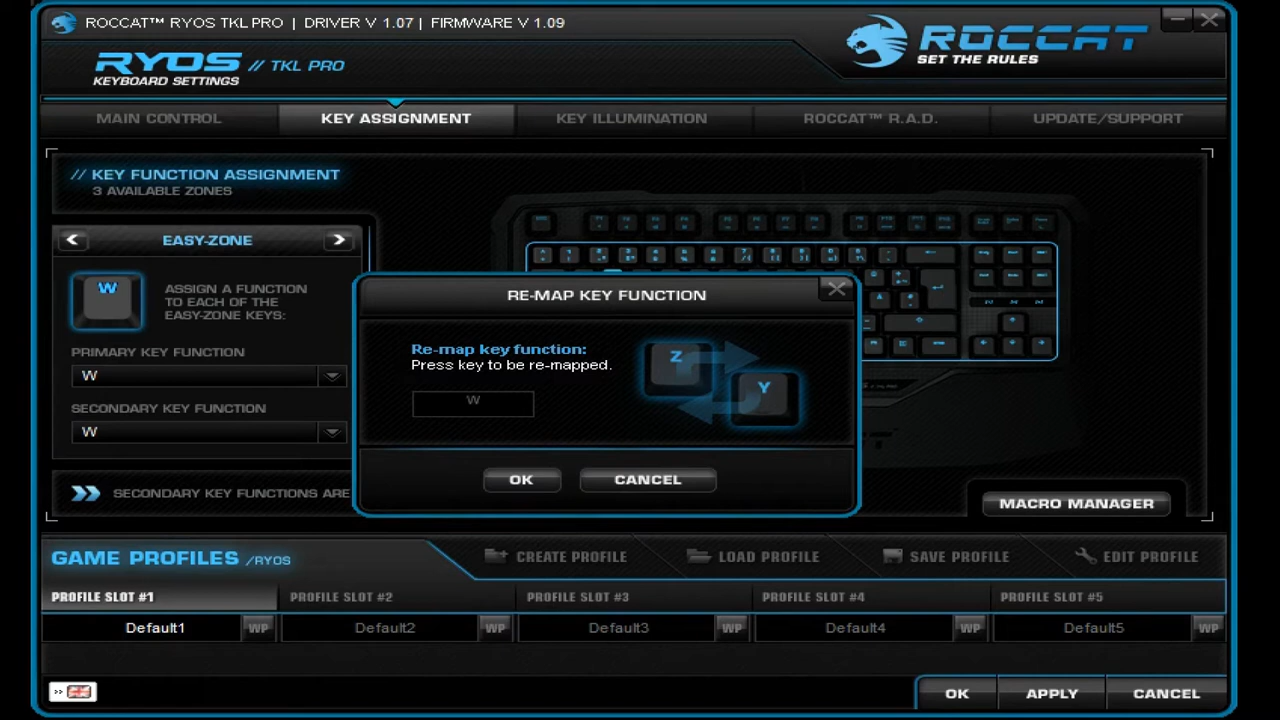 ROCCAT™ RYOS TKL PRO | DRIVER V 1.07 | FIRMWARE V 1.09
RYOS // TKL PRO
KEYBOARD SETTINGS
ROCCAT
SET THE RULES
MAIN CONTROL
KEY ASSIGNMENT
KEY ILLUMINATION
ROCCAT™ R.A.D.
UPDATE/SUPPORT
// KEY FUNCTION ASSIGNMENT
3 AVAILABLE ZONES
EASY-ZONE
W
ASSIGN A FUNCTION
TO EACH OF THE
EASY-ZONE KEYS:
PRIMARY KEY FUNCTION
W
SECONDARY KEY FUNCTION
W
SECONDARY KEY FUNCTIONS ARE
RE-MAP KEY FUNCTION
Re-map key function:
Press key to be re-mapped.
W
Z
Y
OK
CANCEL
MACRO MANAGER
GAME PROFILES /RYOS
CREATE PROFILE
LOAD PROFILE
SAVE PROFILE
EDIT PROFILE
PROFILE SLOT #1
PROFILE SLOT #2
PROFILE SLOT #3
PROFILE SLOT #4
PROFILE SLOT #5
Default1 WP
Default2 WP
Default3 WP
Default4 WP
Default5 WP
>>
OK
APPLY
CANCEL